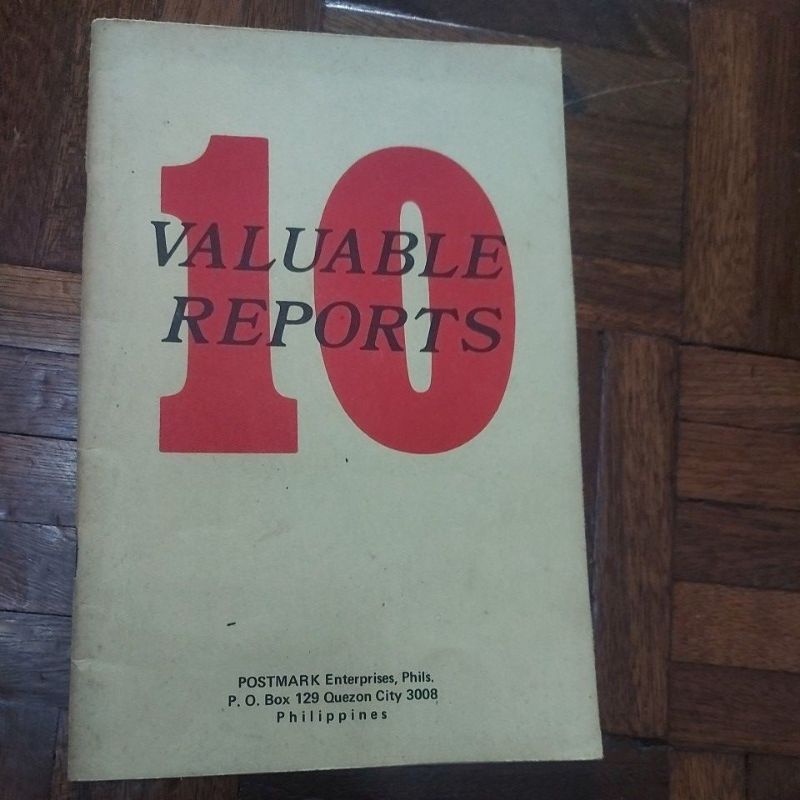 10
VALUABLE
REPORTS
POSTMARK Enterprises, Phils.
P. O. Box 129 Quezon City 3008
Philippines